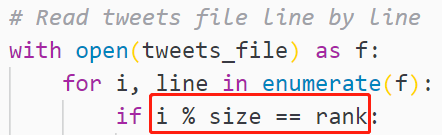 # Read tweets file line by line
with open(tweets_file) as f:
    for i, line in enumerate(f):
        if i % size == rank: